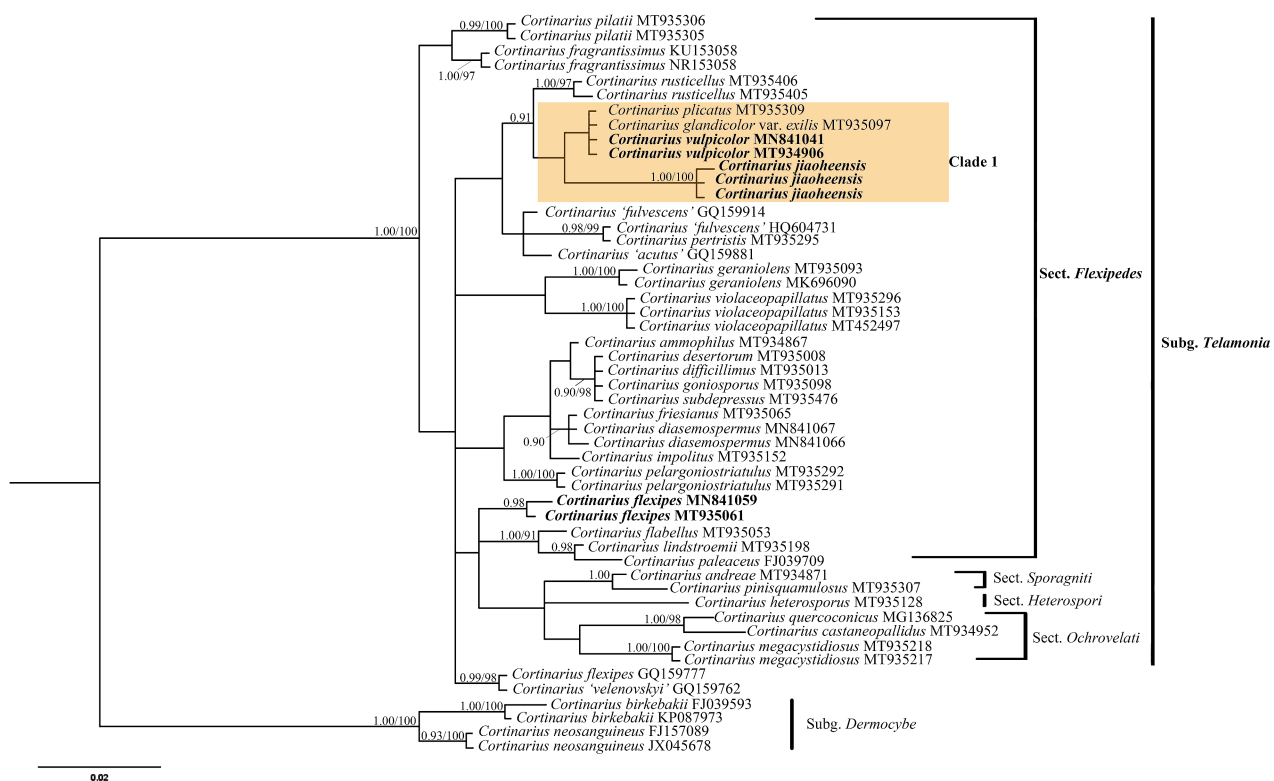 Cortinarius pilatii MT935306
0.99/100
Cortinarius pilatii MT935305
Cortinarius fragrantissimus KU153058
Cortinarius fragrantissimus NR153058
1.00/97
Cortinarius rusticellus MT935406
1.00/97
Cortinarius rusticellus MT935405
Cortinarius plicatus MT935309
0.91
Cortinarius glandicolor var. exilis MT935097
Cortinarius vulpicolor MN841041
Cortinarius vulpicolor MT934906
Clade 1
Cortinarius jiaoheensis
1.00/100
Cortinarius jiaoheensis
Cortinarius jiaoheensis
Cortinarius ‘fulvescens’ GQ159914
0.98/99
Cortinarius ‘fulvescens’ HQ604731
1.00/100
Cortinarius pertristis MT935295
Cortinarius ‘acutus’ GQ159881
Cortinarius geraniolens MT935093
1.00/100
Sect. Flexipedes
Cortinarius geraniolens MK696090
Cortinarius violaceopapillatus MT935296
1.00/100
Cortinarius violaceopapillatus MT935153
Cortinarius violaceopapillatus MT452497
Cortinarius ammophilus MT934867
Subg. Telamonia
Cortinarius desertorum MT935008
Cortinarius difficillimus MT935013
Cortinarius goniosporus MT935098
0.90/98
Cortinarius subdepressus MT935476
Cortinarius friesianus MT935065
Cortinarius diasemospermus MN841067
0.90
Cortinarius diasemospermus MN841066
Cortinarius impolitus MT935152
Cortinarius pelargoniostriatulus MT935292
1.00/100
Cortinarius pelargoniostriatulus MT935291
Cortinarius flexipes MN841059
0.98
Cortinarius flexipes MT935061
Cortinarius flabellus MT935053
1.00/91
Cortinarius lindstroemii MT935198
0.98
Cortinarius paleaceus FJ039709
Cortinarius andreae MT934871
1.00
Sect. Sporagniti
Cortinarius pinisquamulosus MT935307
Cortinarius heterosporus MT935128
Sect. Heterospori
Cortinarius quercoconicus MG136825
1.00/98
Cortinarius castaneopallidus MT934952
Sect. Ochrovelati
Cortinarius megacystidiosus MT935218
1.00/100
Cortinarius megacystidiosus MT935217
Cortinarius flexipes GQ159777
0.99/98
Cortinarius ‘velenovskyi’ GQ159762
Cortinarius birkebakii FJ039593
1.00/100
Cortinarius birkebakii KP087973
1.00/100
Subg. Dermocybe
Cortinarius neosanguineus FJ157089
0.93/100
Cortinarius neosanguineus JX045678
0.02